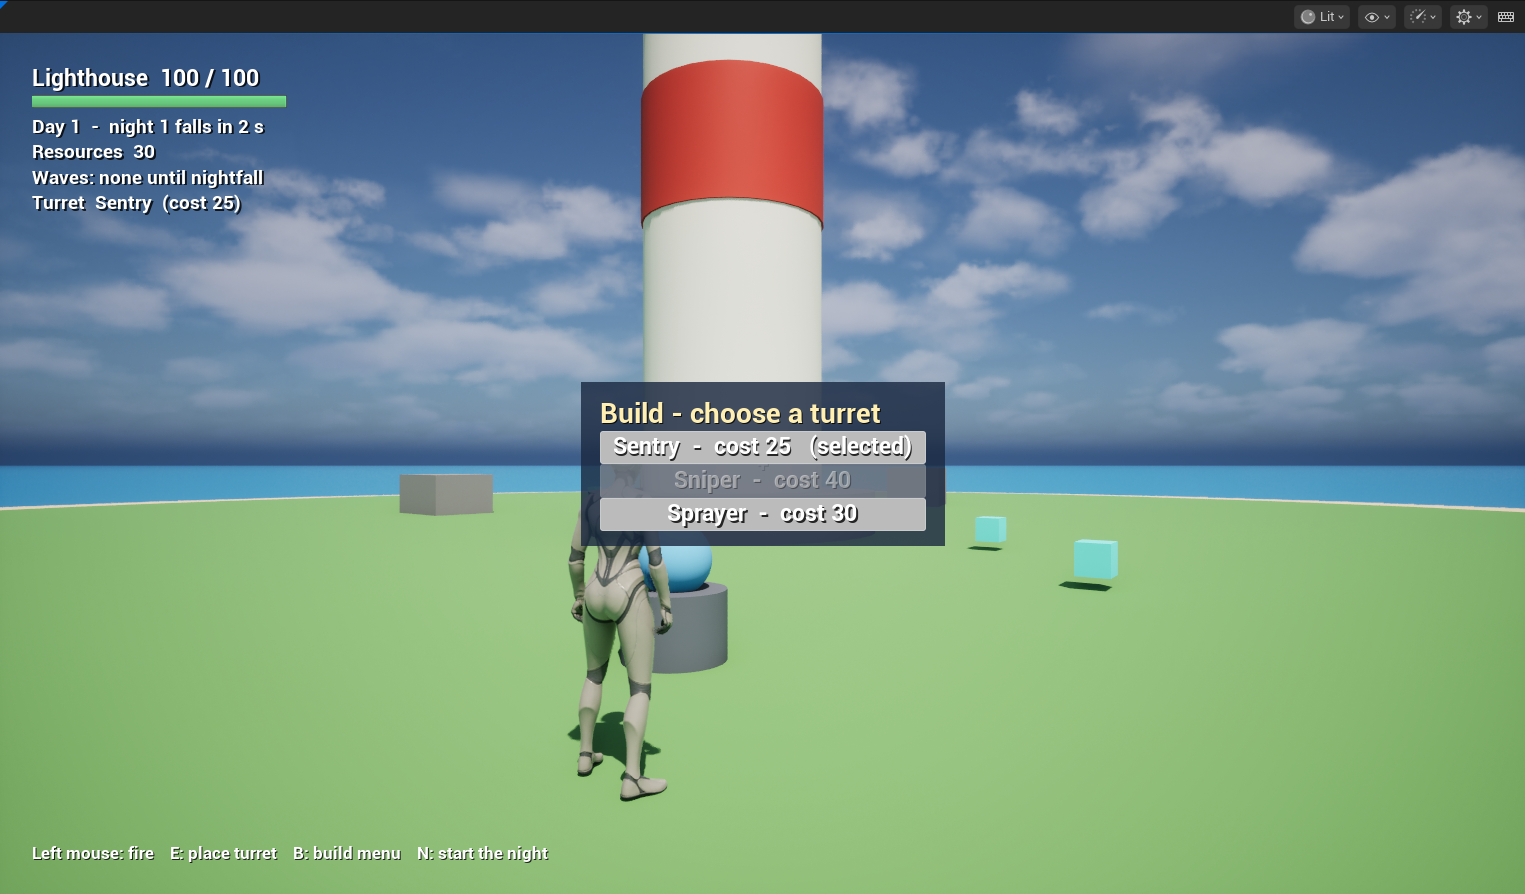 Lit
Lighthouse 100 / 100
Day 1 - night 1 falls in 2 s
Resources 30
Waves: none until nightfall
Turret Sentry (cost 25)
Build - choose a turret
Sentry - cost 25 (selected)
Sniper - cost 40
Sprayer - cost 30
Left mouse: fire E: place turret B: build menu N: start the night